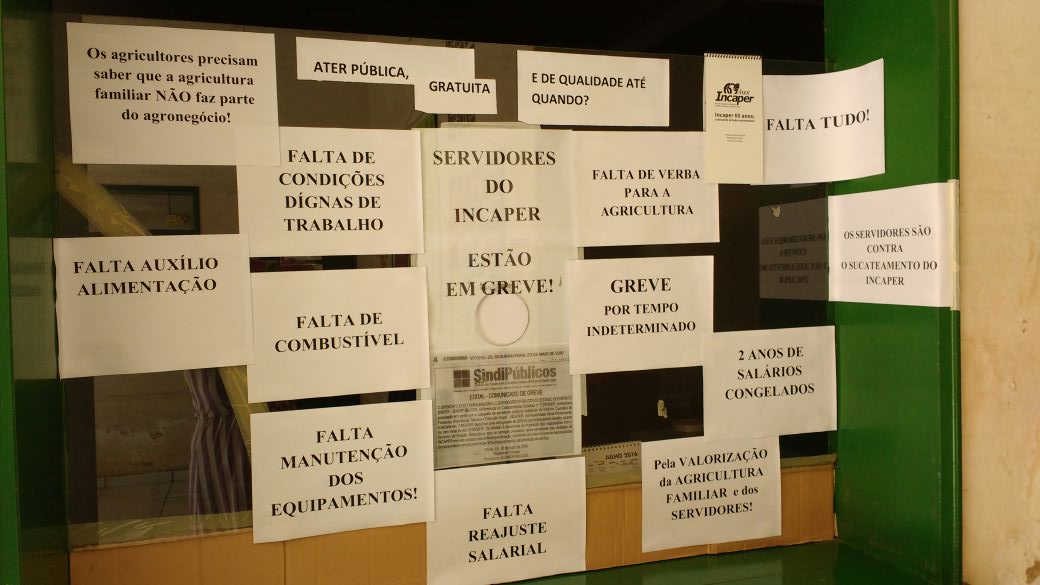 Os agricultores precisam
saber que a agricultura
familiar NÃO faz parte
do agronegócio!
ATER PÚBLICA,
GRATUITA
E DE QUALIDADE ATÉ
QUANDO?
Incaper
Incaper 60 anos:
FALTA TUDO!
FALTA DE
CONDIÇÕES
DÍGNAS DE
TRABALHO
SERVIDORES
DO
INCAPER
ESTÃO
EM GREVE!
FALTA DE VERBA
PARA A
AGRICULTURA
OS SERVIDORES SÃO
CONTRA
O SUCATEAMENTO DO
INCAPER
FALTA AUXÍLIO
ALIMENTAÇÃO
FALTA DE
COMBUSTÍVEL
GREVE
POR TEMPO
INDETERMINADO
2 ANOS DE
SALÁRIOS
CONGELADOS
SindiPúblicos
EDITAL - COMUNICADO DE GREVE
FALTA
MANUTENÇÃO
DOS
EQUIPAMENTOS!
JULHO 2016
Pela VALORIZAÇÃO
da AGRICULTURA
FAMILIAR e dos
SERVIDORES!
FALTA
REAJUSTE
SALARIAL